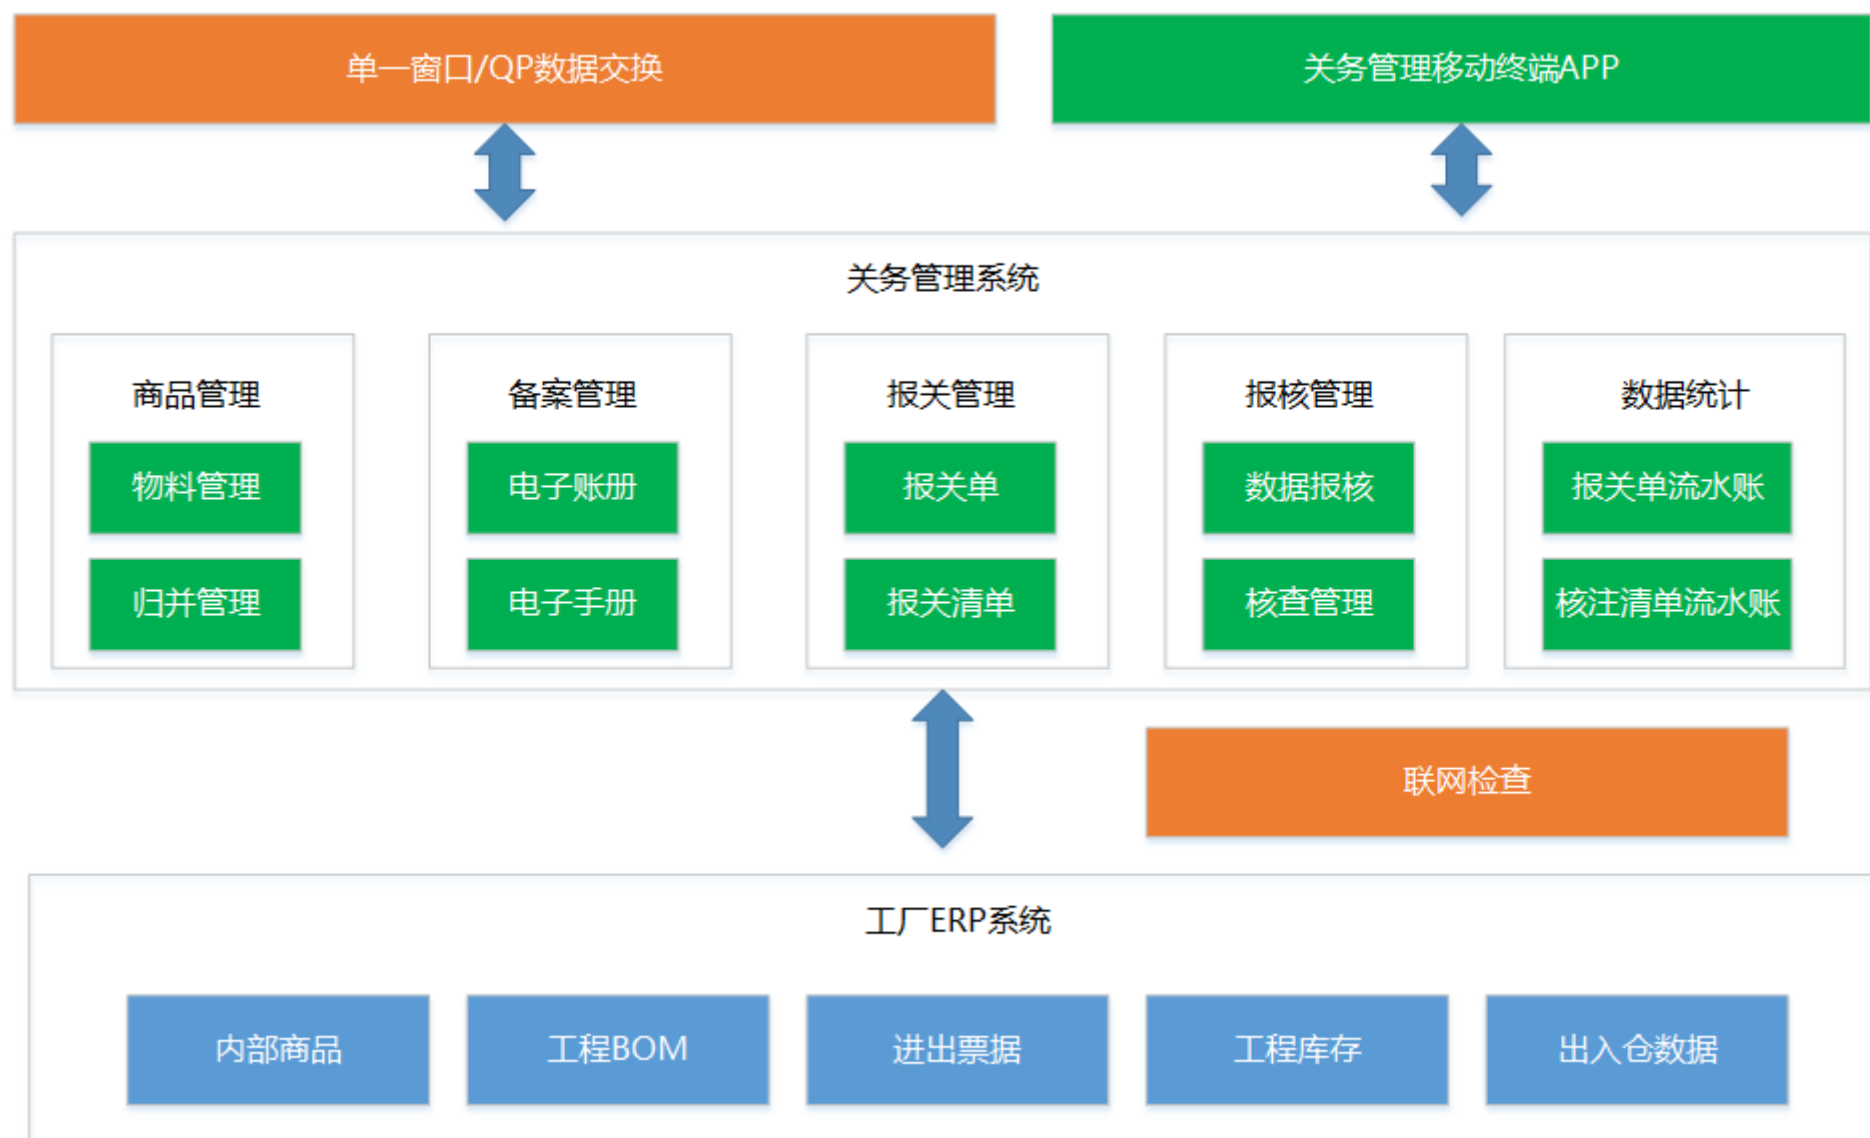 单一窗口/QP数据交换
关务管理移动终端APP
关务管理系统
商品管理
备案管理
报关管理
报核管理
数据统计
物料管理
电子账册
报关单
数据报核
报关单流水账
归并管理
电子手册
报关清单
核查管理
核注清单流水账
联网检查
工厂ERP系统
内部商品
工程BOM
进出票据
工程库存
出入仓数据